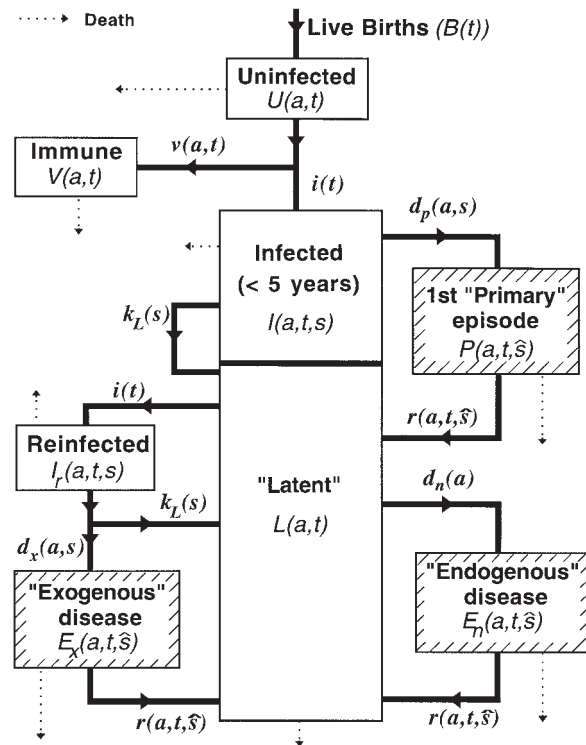 Death
Live Births (B(t))
Uninfected
U(a,t)
v(a,t)
Immune
V(a,t)
i(t)
d_p(a,s)
Infected
(< 5 years)
I(a,t,s)
1st "Primary"
episode
P(a,t,ŝ)
k_L(s)
i(t)
r(a,t,ŝ)
Reinfected
I_r(a,t,s)
"Latent"
L(a,t)
d_n(a)
k_L(s)
d_x(a,s)
"Exogenous"
disease
E_x(a,t,ŝ)
"Endogenous"
disease
E_n(a,t,ŝ)
r(a,t,ŝ)
r(a,t,ŝ)